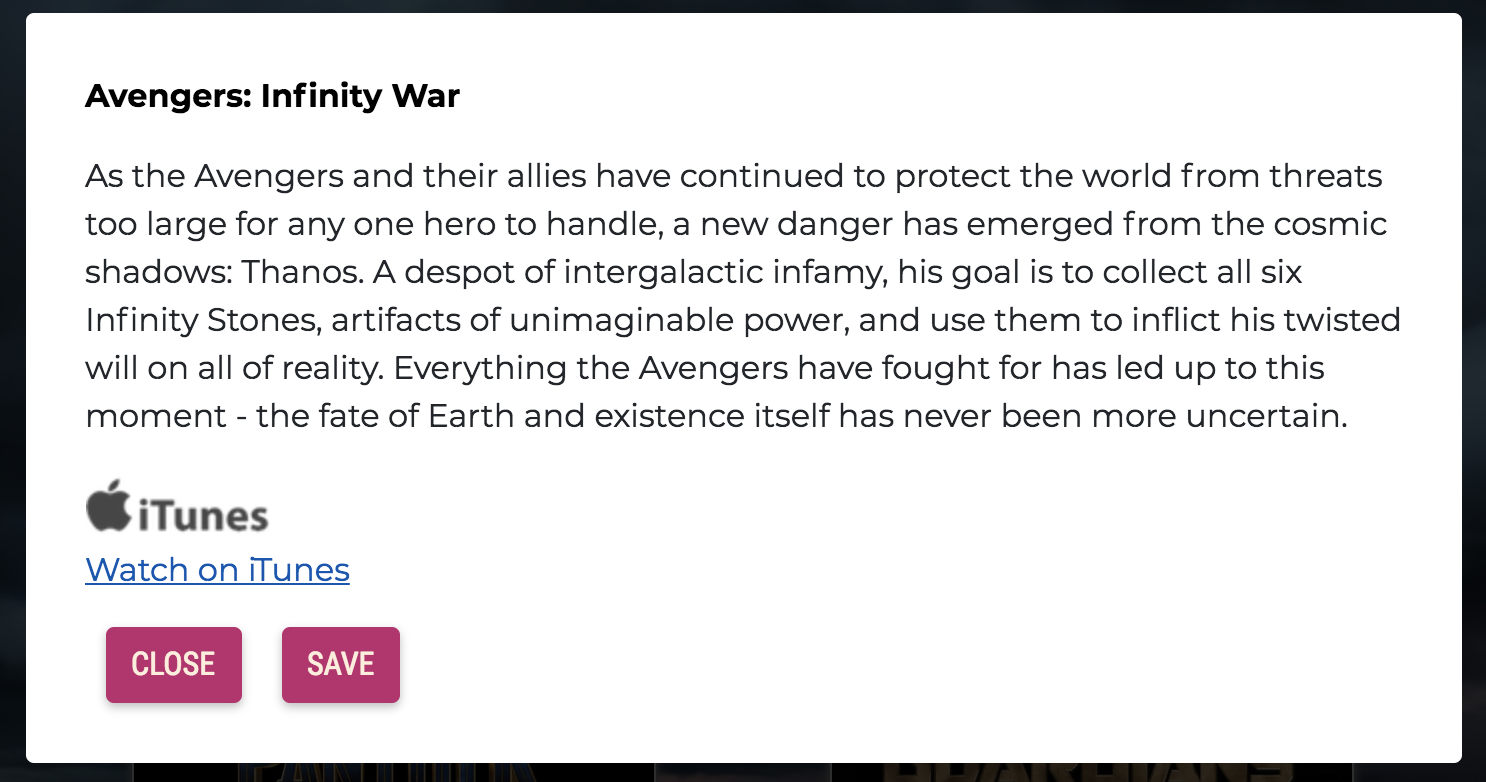 Avengers: Infinity War
As the Avengers and their allies have continued to protect the world from threats
too large for any one hero to handle, a new danger has emerged from the cosmic
shadows: Thanos. A despot of intergalactic infamy, his goal is to collect all six
Infinity Stones, artifacts of unimaginable power, and use them to inflict his twisted
will on all of reality. Everything the Avengers have fought for has led up to this
moment - the fate of Earth and existence itself has never been more uncertain.
iTunes
Watch on iTunes
CLOSE SAVE